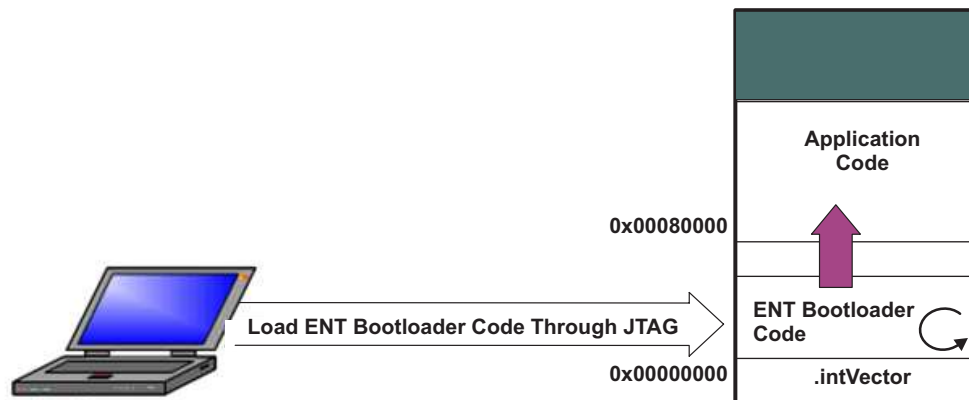 Application
Code
0x00080000
Load ENT Bootloader Code Through JTAG
ENT Bootloader
Code
0x00000000
.intVector